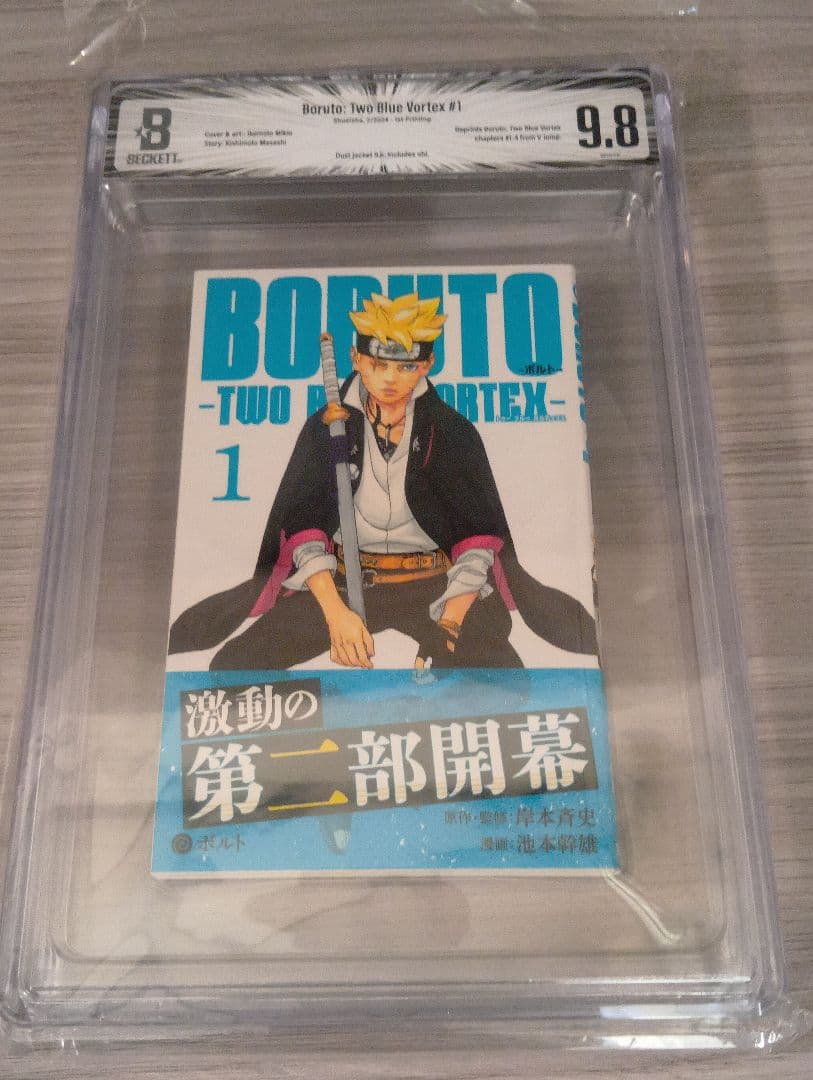 Boruto: Two Blue Vortex #1
Shueisha, 2/2024 - 1st Printing
B
BECKETT
Cover & art: Ikemoto Mikio
Story: Kishimoto Masashi
Reprints Boruto: Two Blue Vortex
chapters #1-4 from V Jump.
Dust jacket 9.8. Includes obi.
9.8
WHITE
BORUTO
-ボルト-
-TWO B VORTEX-
1
激動の
第二部開幕
原作・監修:岸本斉史
漫画:池本幹雄
ボルト